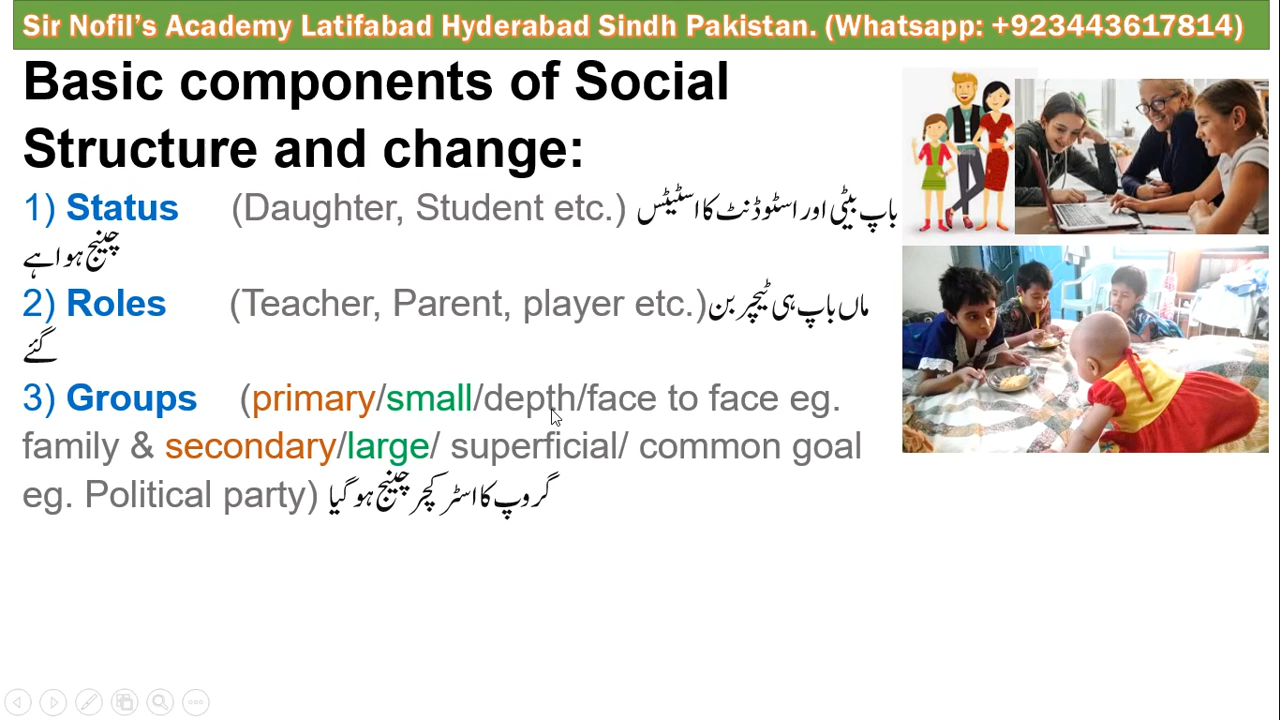 Sir Nofil's Academy Latifabad Hyderabad Sindh Pakistan. (Whatsapp: +923443617814)
Basic components of Social
Structure and change:
1) Status (Daughter, Student etc.) باپ بیٹی اور اسٹوڈنٹ کا اسٹیٹس
چینج ہوا ہے
2) Roles (Teacher, Parent, player etc.) ماں باپ ہی ٹیچر بن
گئے
3) Groups (primary/small/depth/face to face eg.
family & secondary/large/ superficial/ common goal
eg. Political party) گروپ کا اسٹرکچر چینج ہو گیا